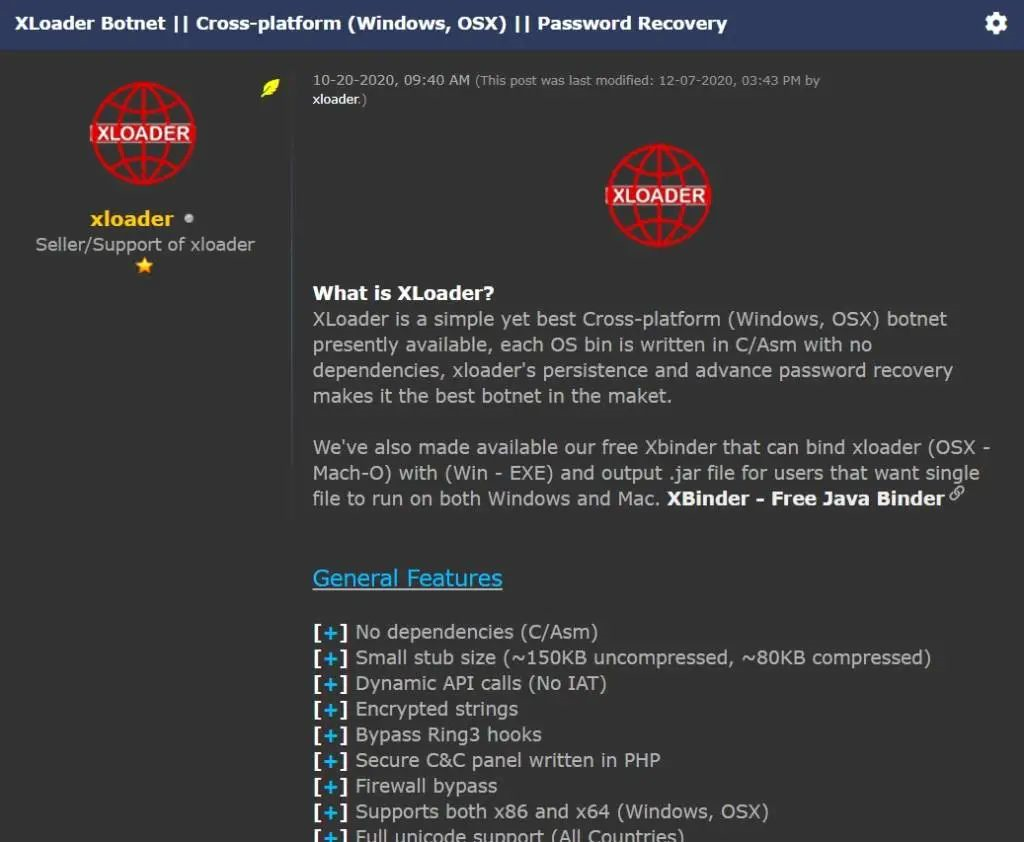 XLoader Botnet || Cross-platform (Windows, OSX) || Password Recovery
XLOADER
xloader
Seller/Support of xloader
10-20-2020, 09:40 AM (This post was last modified: 12-07-2020, 03:43 PM by
xloader.)
XLOADER
What is XLoader?
XLoader is a simple yet best Cross-platform (Windows, OSX) botnet
presently available, each OS bin is written in C/Asm with no
dependencies, xloader's persistence and advance password recovery
makes it the best botnet in the maket.
We've also made available our free Xbinder that can bind xloader (OSX -
Mach-O) with (Win - EXE) and output .jar file for users that want single
file to run on both Windows and Mac. XBinder - Free Java Binder
General Features
[+] No dependencies (C/Asm)
[+] Small stub size (~150KB uncompressed, ~80KB compressed)
[+] Dynamic API calls (No IAT)
[+] Encrypted strings
[+] Bypass Ring3 hooks
[+] Secure C&C panel written in PHP
[+] Firewall bypass
[+] Supports both x86 and x64 (Windows, OSX)
[+] Full unicode support (All Countries)